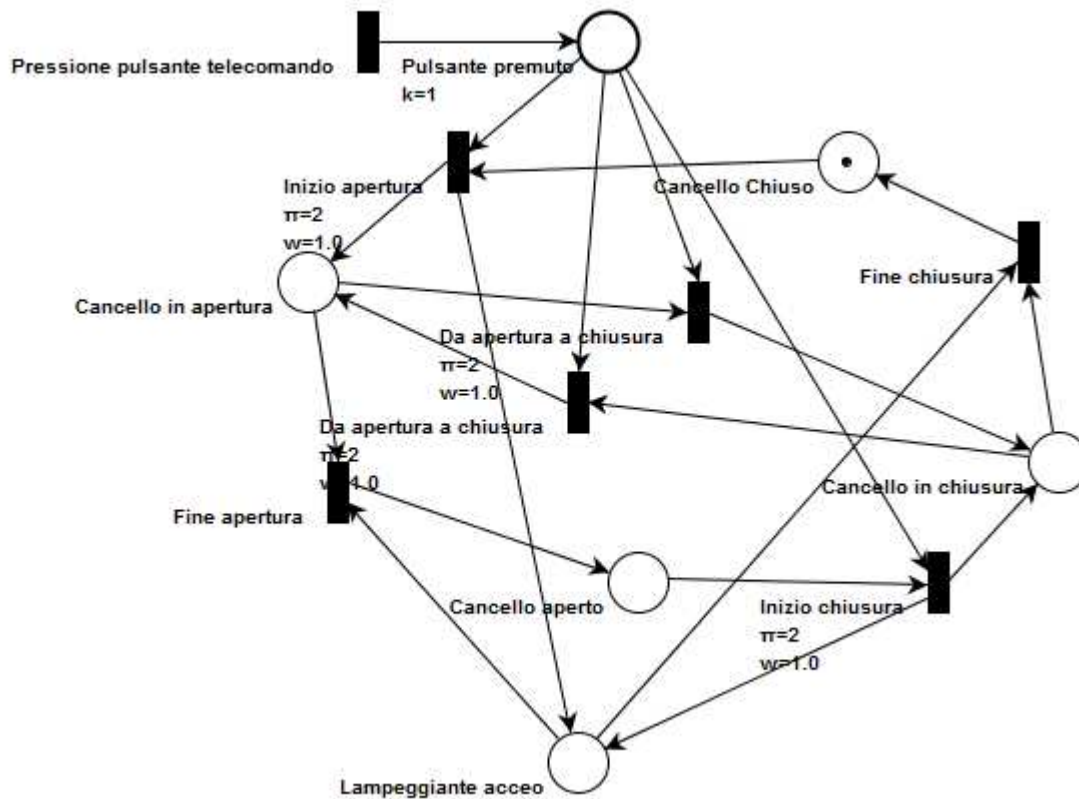 Pressione pulsante telecomando
Pulsante premuto
k=1
Inizio apertura
π=2
w=1.0
Cancello Chiuso
Fine chiusura
Cancello in apertura
Da apertura a chiusura
π=2
w=1.0
Da apertura a chiusura
π=2
w=1.0
Cancello in chiusura
Fine apertura
Cancello aperto
Inizio chiusura
π=2
w=1.0
Lampeggiante acceo